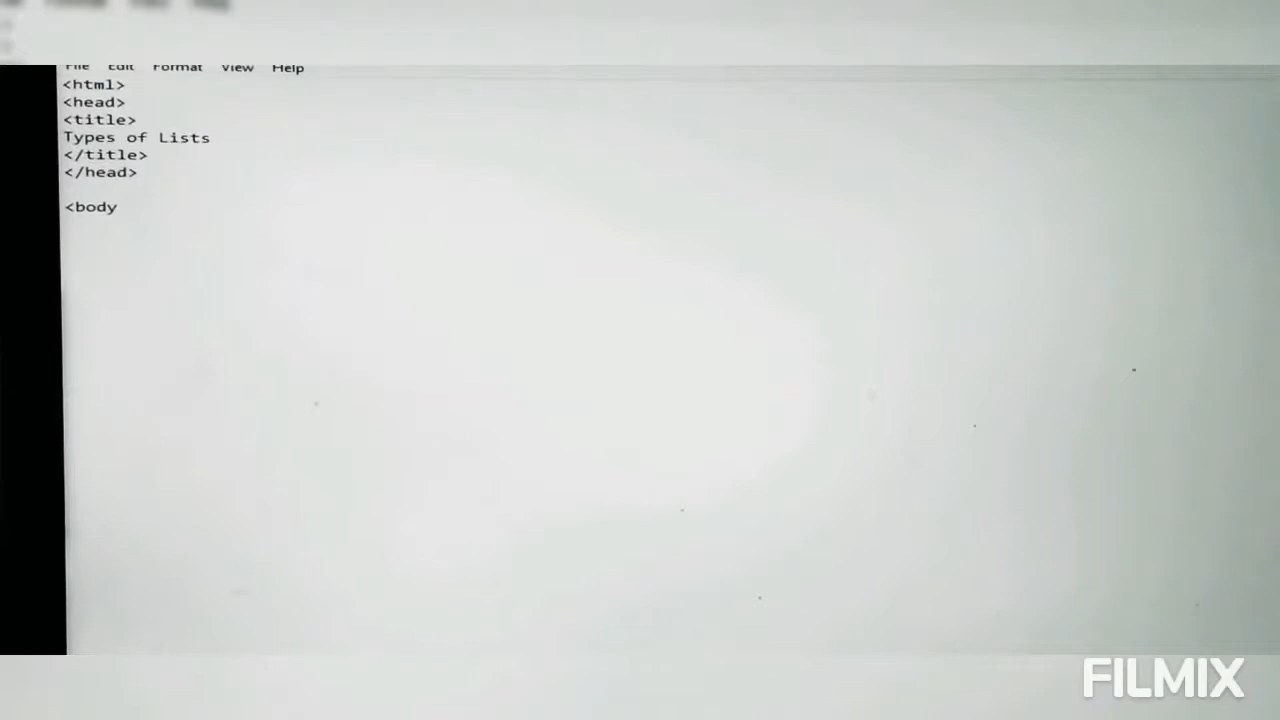 File Edit Format View Help
<html>
<head>
<title>
Types of Lists
</title>
</head>
<body
FILMIX